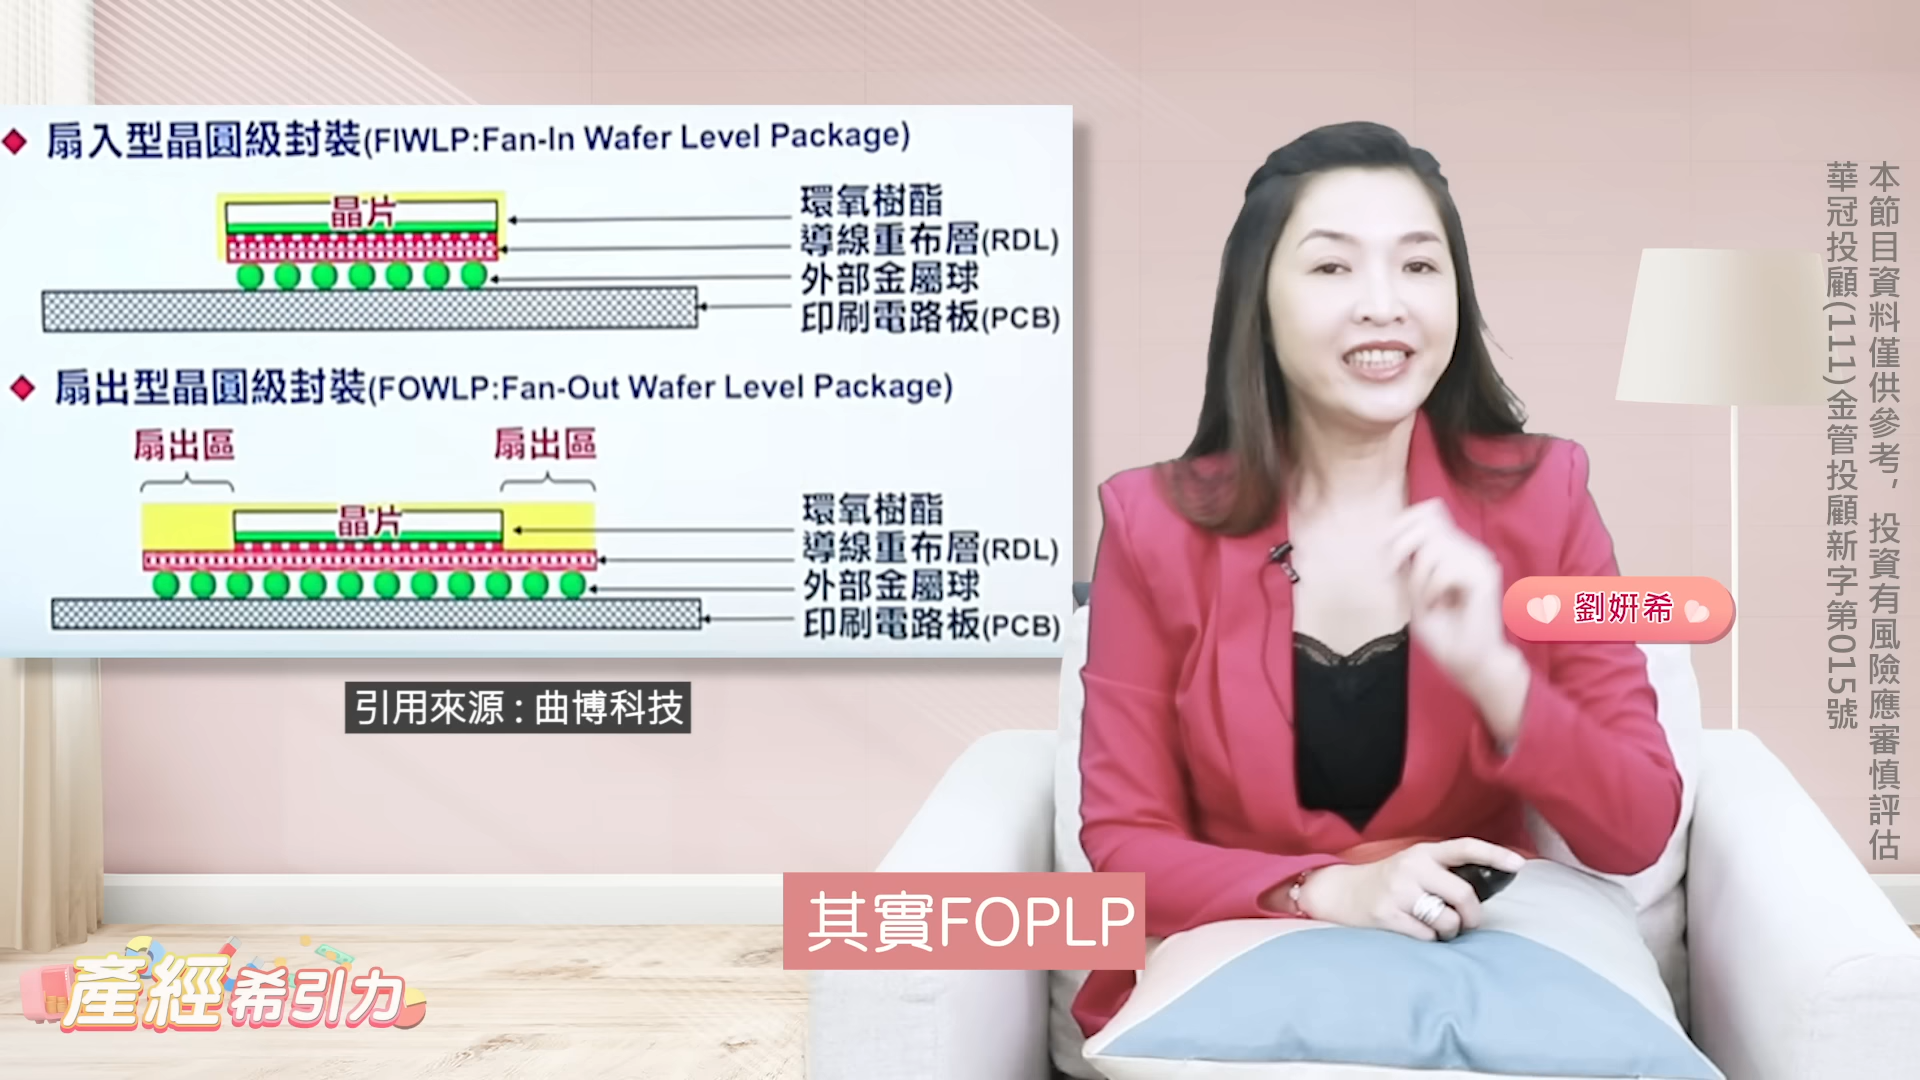 扇入型晶圓級封裝(FIWLP:Fan-In Wafer Level Package)
晶片
環氧樹酯
導線重布層(RDL)
外部金屬球
印刷電路板(PCB)
扇出型晶圓級封裝(FOWLP:Fan-Out Wafer Level Package)
扇出區
扇出區
晶片
環氧樹酯
導線重布層(RDL)
外部金屬球
印刷電路板(PCB)
引用來源:曲博科技
本節目資料僅供參考，投資有風險應審慎評估
華冠投顧(111)金管投顧新字第015號
劉妍希
其實FOPLP
產經希引力